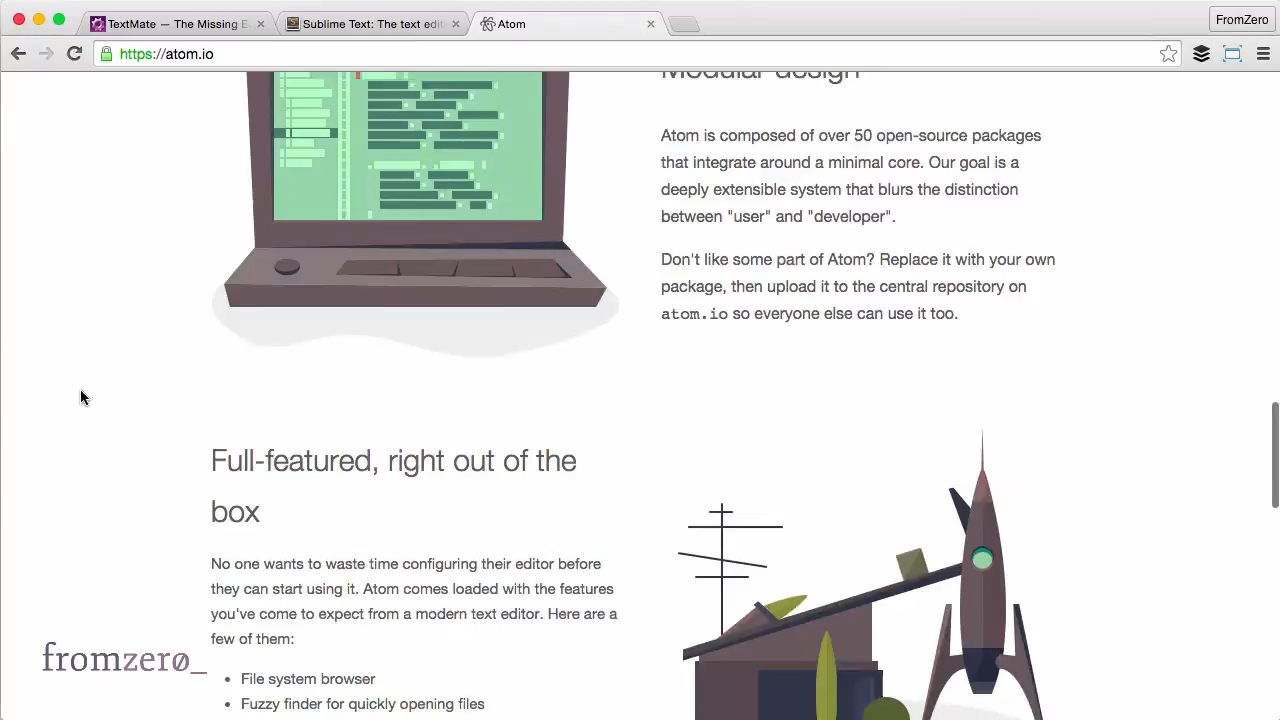 TextMate — The Missing E
Sublime Text: The text edi
Atom
FromZero
https://atom.io
Modular design
Atom is composed of over 50 open-source packages
that integrate around a minimal core. Our goal is a
deeply extensible system that blurs the distinction
between "user" and "developer".
Don't like some part of Atom? Replace it with your own
package, then upload it to the central repository on
atom.io so everyone else can use it too.
Full-featured, right out of the
box
No one wants to waste time configuring their editor before
they can start using it. Atom comes loaded with the features
you've come to expect from a modern text editor. Here are a
few of them:
• File system browser
• Fuzzy finder for quickly opening files
fromzerø_